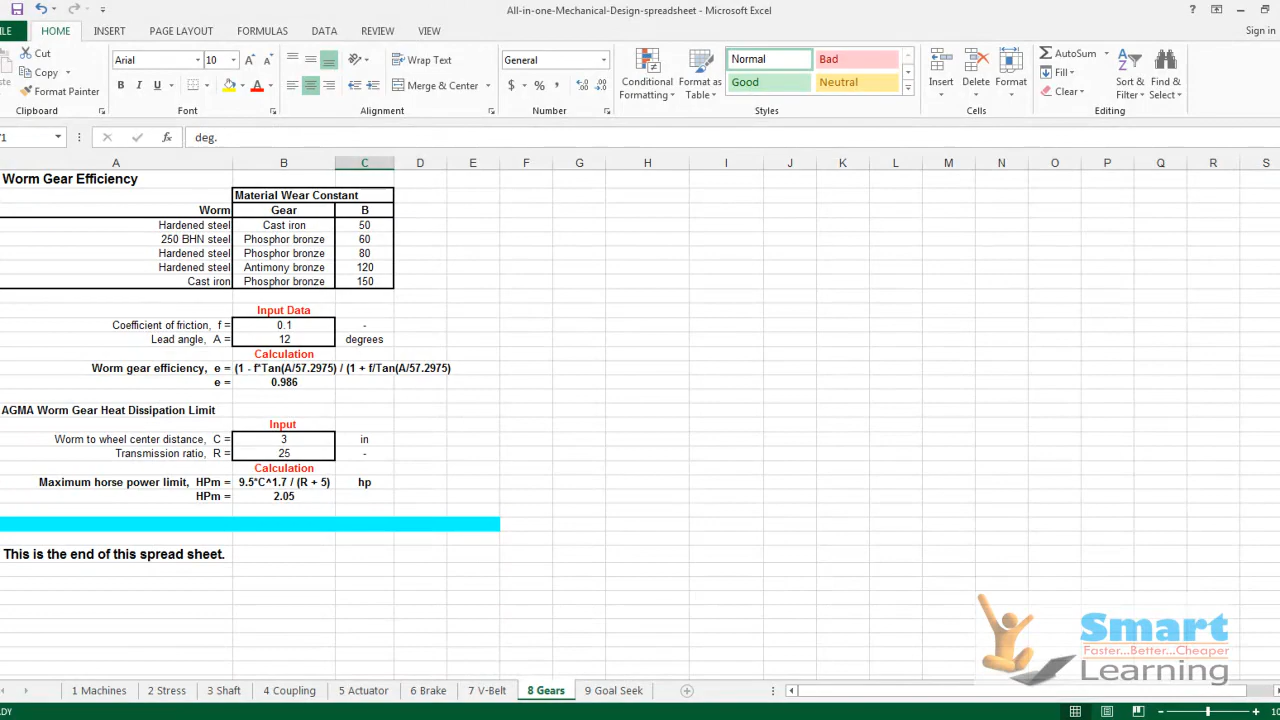 All-in-one-Mechanical-Design-spreadsheet - Microsoft Excel
Sign in
HOME INSERT PAGE LAYOUT FORMULAS DATA REVIEW VIEW
Cut
Copy
Format Painter
Clipboard
Arial 10
B I U
Font
Wrap Text
Merge & Center
Alignment
General
$ % ,
Number
Conditional Formatting
Format as Table
Normal Bad
Good Neutral
Styles
Insert Delete Format
Cells
AutoSum
Fill
Clear
Sort & Filter
Find & Select
Editing
deg.
A B C D E F G H I J K L M N O P Q R S
Worm Gear Efficiency
Material Wear Constant
Worm Gear B
Hardened steel Cast iron 50
250 BHN steel Phosphor bronze 60
Hardened steel Phosphor bronze 80
Hardened steel Antimony bronze 120
Cast iron Phosphor bronze 150
Input Data
Coefficient of friction, f = 0.1 -
Lead angle, A = 12 degrees
Calculation
Worm gear efficiency, e = (1 - f*Tan(A/57.2975) / (1 + f/Tan(A/57.2975)
e = 0.986
AGMA Worm Gear Heat Dissipation Limit
Input
Worm to wheel center distance, C = 3 in
Transmission ratio, R = 25 -
Calculation
Maximum horse power limit, HPm = 9.5*C^1.7 / (R + 5) hp
HPm = 2.05
This is the end of this spread sheet.
Smart
Faster...Better...Cheaper
Learning
1 Machines 2 Stress 3 Shaft 4 Coupling 5 Actuator 6 Brake 7 V-Belt 8 Gears 9 Goal Seek